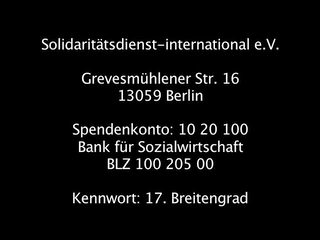 Solidaritätsdienst-international e.V.
Grevesmühlener Str. 16
13059 Berlin
Spendenkonto: 10 20 100
Bank für Sozialwirtschaft
BLZ 100 205 00
Kennwort: 17. Breitengrad